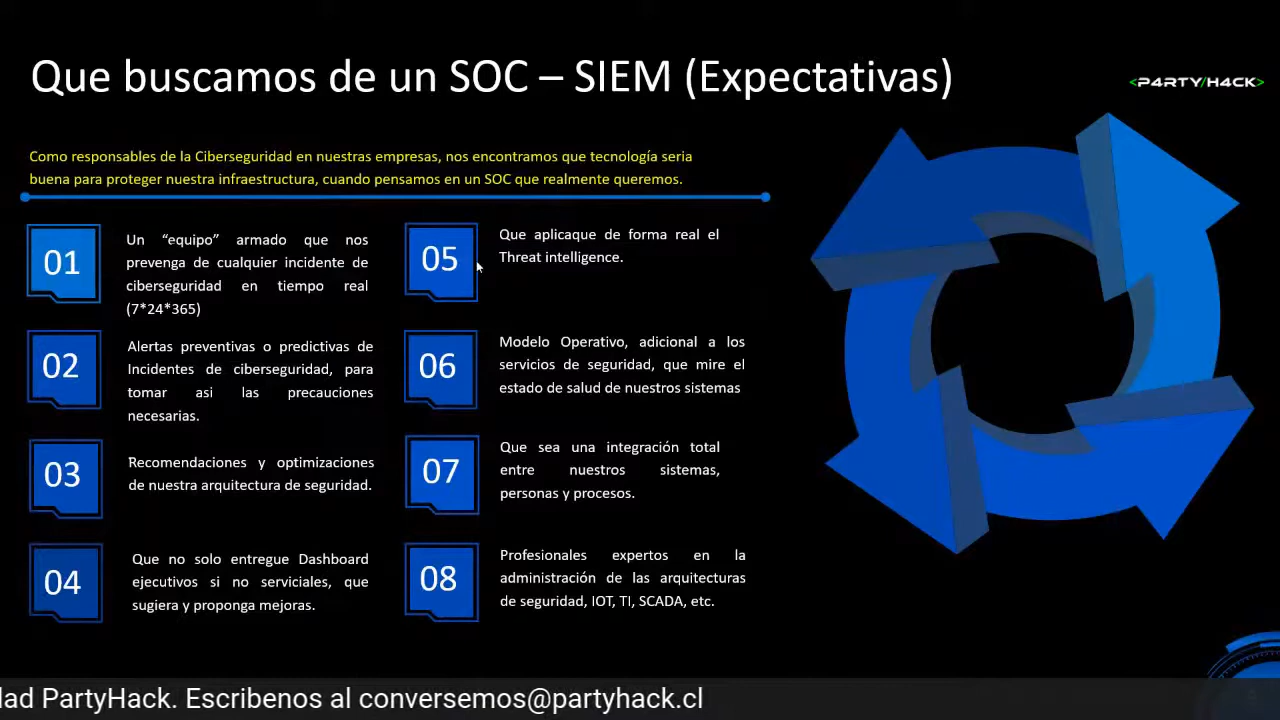 Que buscamos de un SOC – SIEM (Expectativas)
<P4RTY/H4CK>
Como responsables de la Ciberseguridad en nuestras empresas, nos encontramos que tecnología seria
buena para proteger nuestra infraestructura, cuando pensamos en un SOC que realmente queremos.
01
Un “equipo” armado que nos
prevenga de cualquier incidente de
ciberseguridad en tiempo real
(7*24*365)
02
Alertas preventivas o predictivas de
Incidentes de ciberseguridad, para
tomar asi las precauciones
necesarias.
03
Recomendaciones y optimizaciones
de nuestra arquitectura de seguridad.
04
Que no solo entregue Dashboard
ejecutivos si no serviciales, que
sugiera y proponga mejoras.
05
Que aplicaque de forma real el
Threat intelligence.
06
Modelo Operativo, adicional a los
servicios de seguridad, que mire el
estado de salud de nuestros sistemas
07
Que sea una integración total
entre nuestros sistemas,
personas y procesos.
08
Profesionales expertos en la
administración de las arquitecturas
de seguridad, IOT, TI, SCADA, etc.
dad PartyHack. Escribenos al conversemos@partyhack.cl